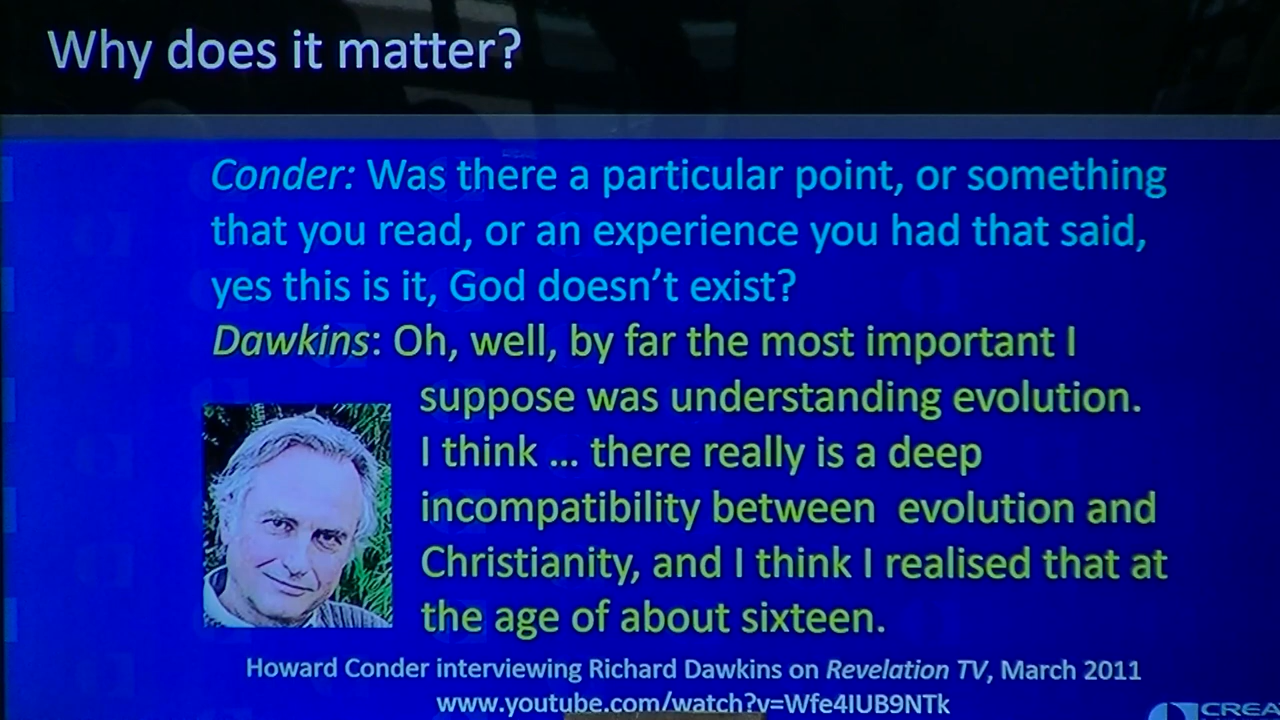 Why does it matter?
Conder: Was there a particular point, or something
that you read, or an experience you had that said,
yes this is it, God doesn't exist?
Dawkins: Oh, well, by far the most important I
suppose was understanding evolution.
I think ... there really is a deep
incompatibility between evolution and
Christianity, and I think I realised that at
the age of about sixteen.
Howard Conder interviewing Richard Dawkins on Revelation TV, March 2011
www.youtube.com/watch?v=Wfe4IUB9NTk
CREA